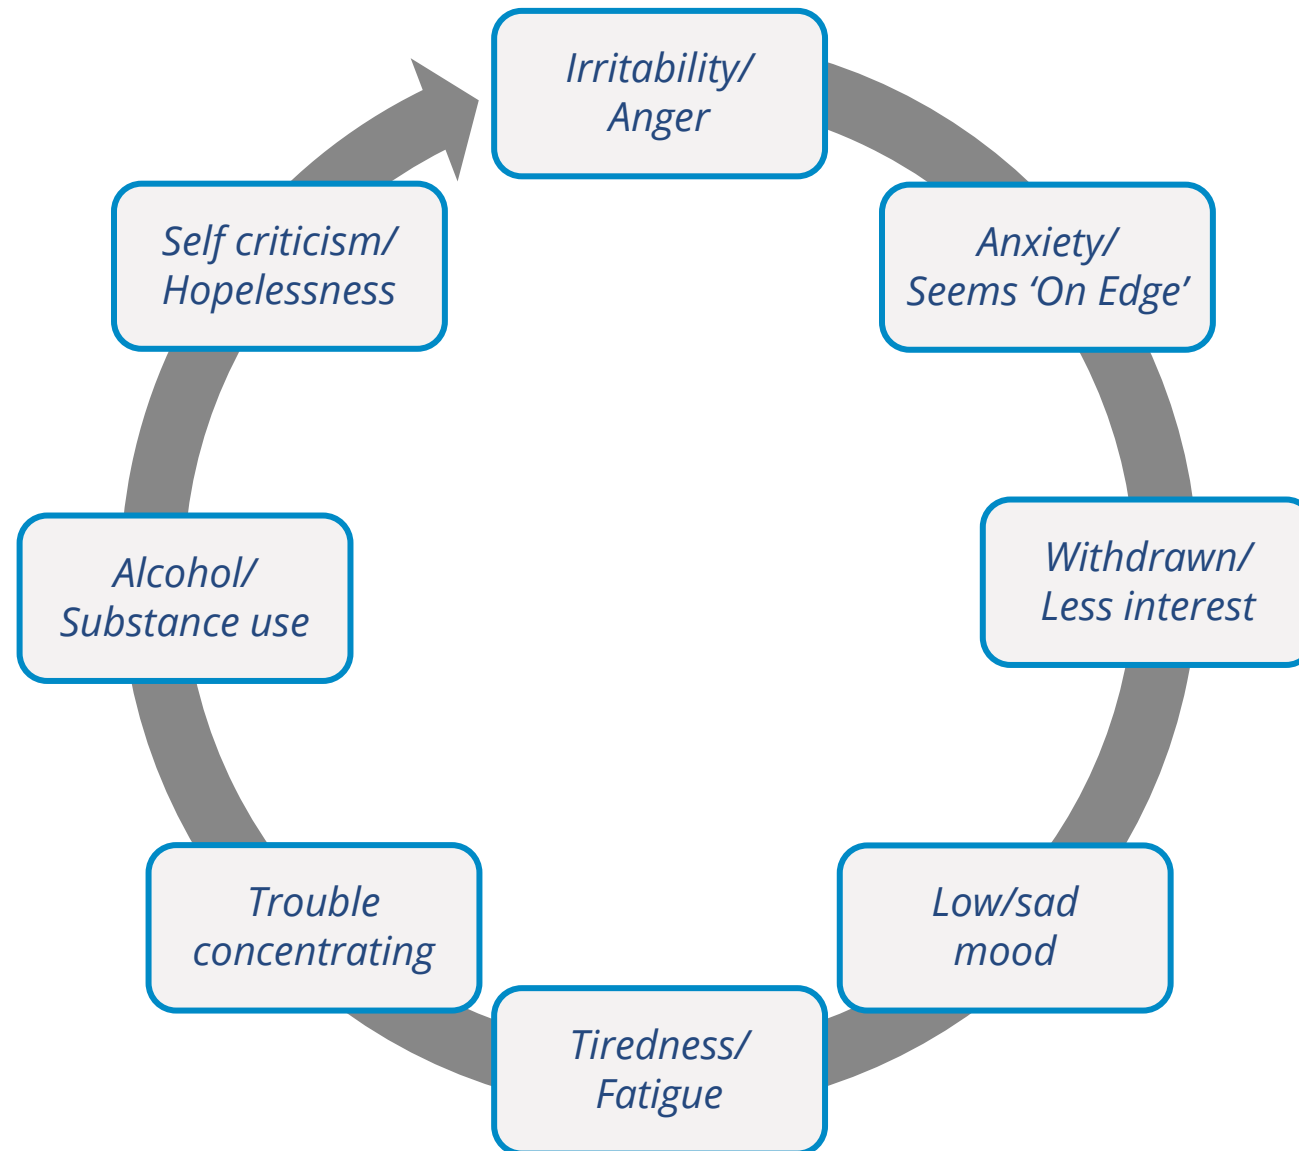 Irritability/
Anger
Anxiety/
Seems ‘On Edge’
Withdrawn/
Less interest
Low/sad
mood
Tiredness/
Fatigue
Trouble
concentrating
Alcohol/
Substance use
Self criticism/
Hopelessness